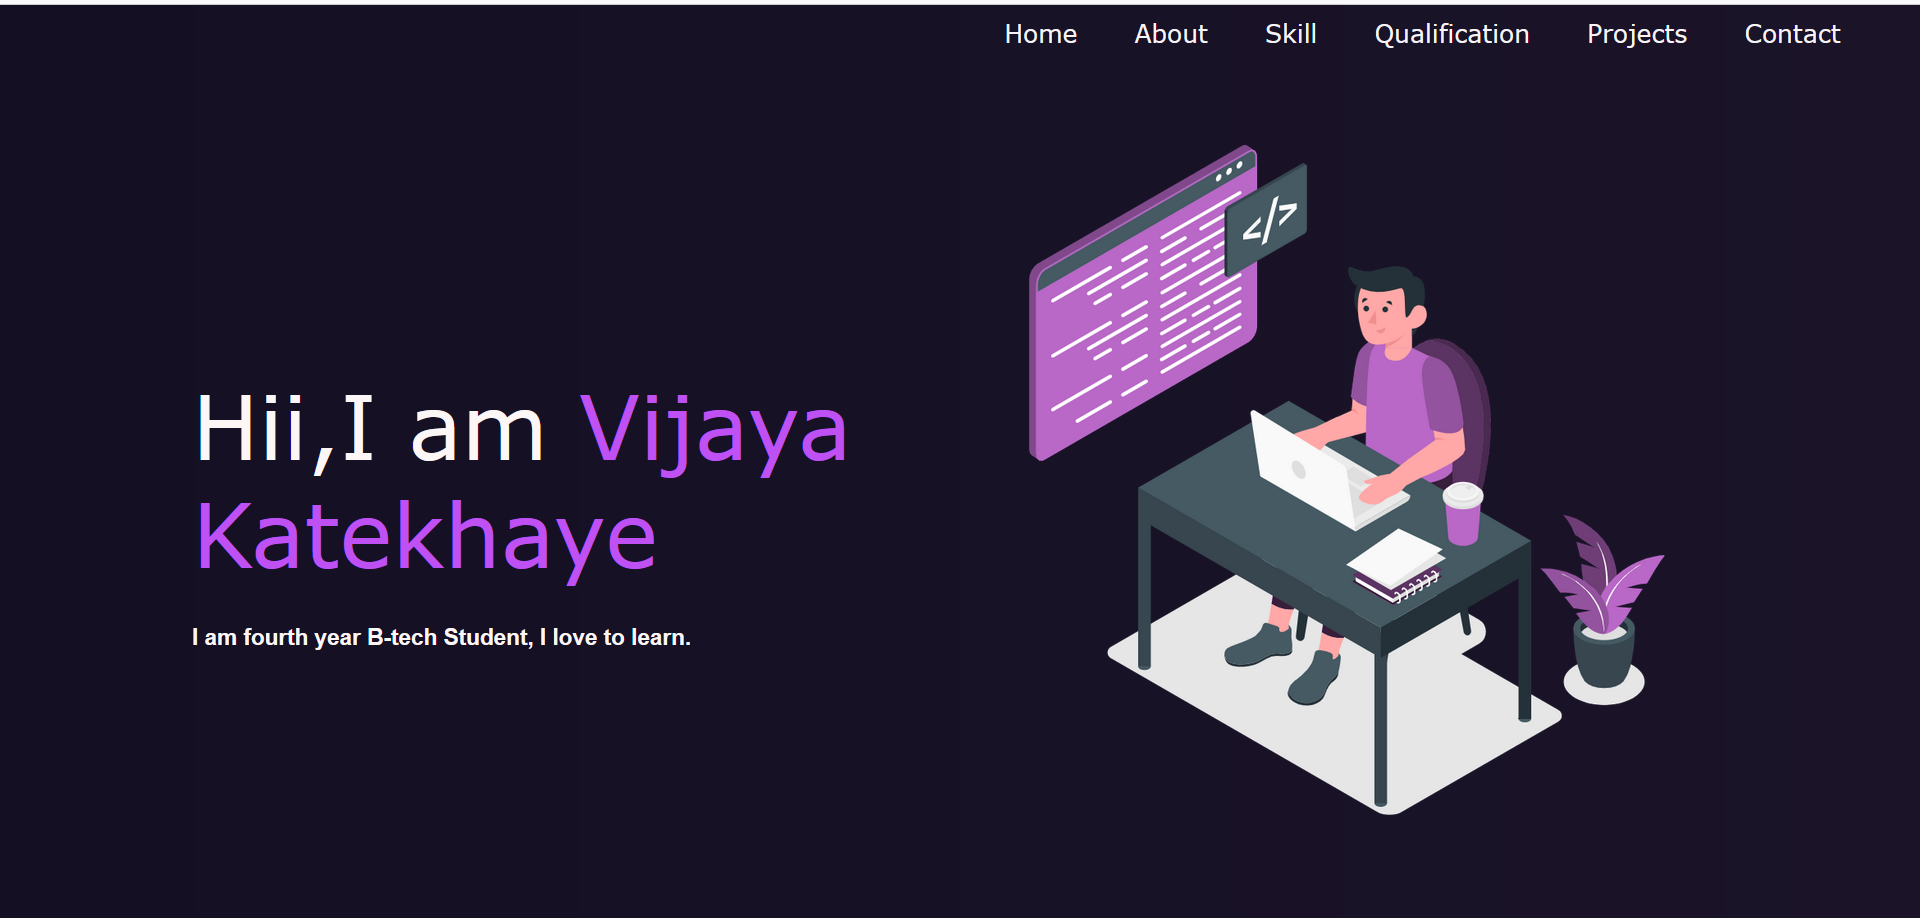 Home About Skill Qualification Projects Contact
</>
Hii,I am Vijaya
Katekhaye
I am fourth year B-tech Student, I love to learn.